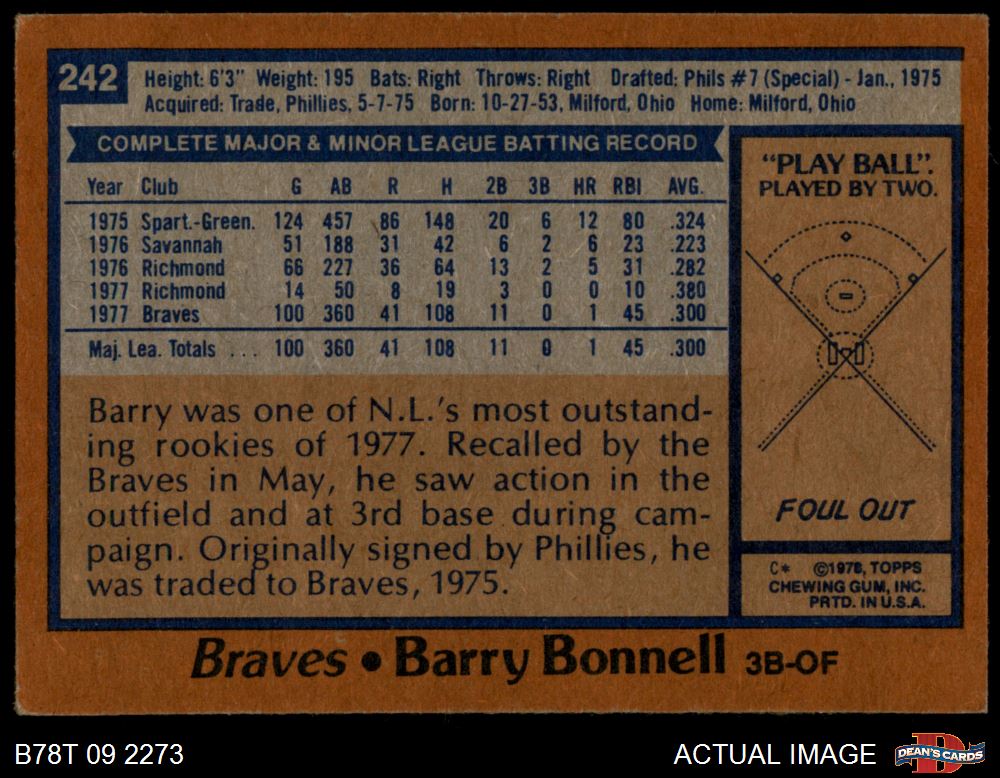 242
Height: 6'3" Weight: 195 Bats: Right Throws: Right Drafted: Phils #7 (Special) - Jan., 1975
Acquired: Trade, Phillies, 5-7-75 Born: 10-27-53, Milford, Ohio Home: Milford, Ohio
COMPLETE MAJOR & MINOR LEAGUE BATTING RECORD
Year Club G AB R H 2B 3B HR RBI AVG.
1975 Spart.-Green. 124 457 86 148 20 6 12 80 .324
1976 Savannah 51 188 31 42 6 2 6 23 .223
1976 Richmond 66 227 36 64 13 2 5 31 .282
1977 Richmond 14 50 8 19 3 0 0 10 .380
1977 Braves 100 360 41 108 11 0 1 45 .300
Maj. Lea. Totals ... 100 360 41 108 11 0 1 45 .300
Barry was one of N.L.'s most outstand-
ing rookies of 1977. Recalled by the
Braves in May, he saw action in the
outfield and at 3rd base during cam-
paign. Originally signed by Phillies, he
was traded to Braves, 1975.
"PLAY BALL".
PLAYED BY TWO.
FOUL OUT
C* ©1978, TOPPS
CHEWING GUM, INC.
PRTD. IN U.S.A.
Braves • Barry Bonnell 3B-OF
B78T 09 2273
ACTUAL IMAGE
DEAN'S CARDS